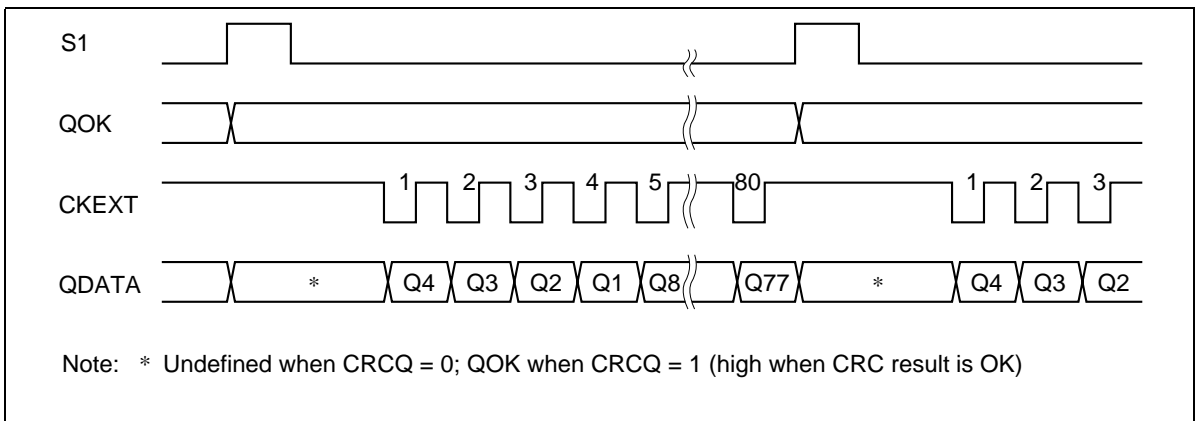 S1
QOK
CKEXT 1 2 3 4 5 80 1 2 3
QDATA * Q4 Q3 Q2 Q1 Q8 Q77 * Q4 Q3 Q2
Note: * Undefined when CRCQ = 0; QOK when CRCQ = 1 (high when CRC result is OK)